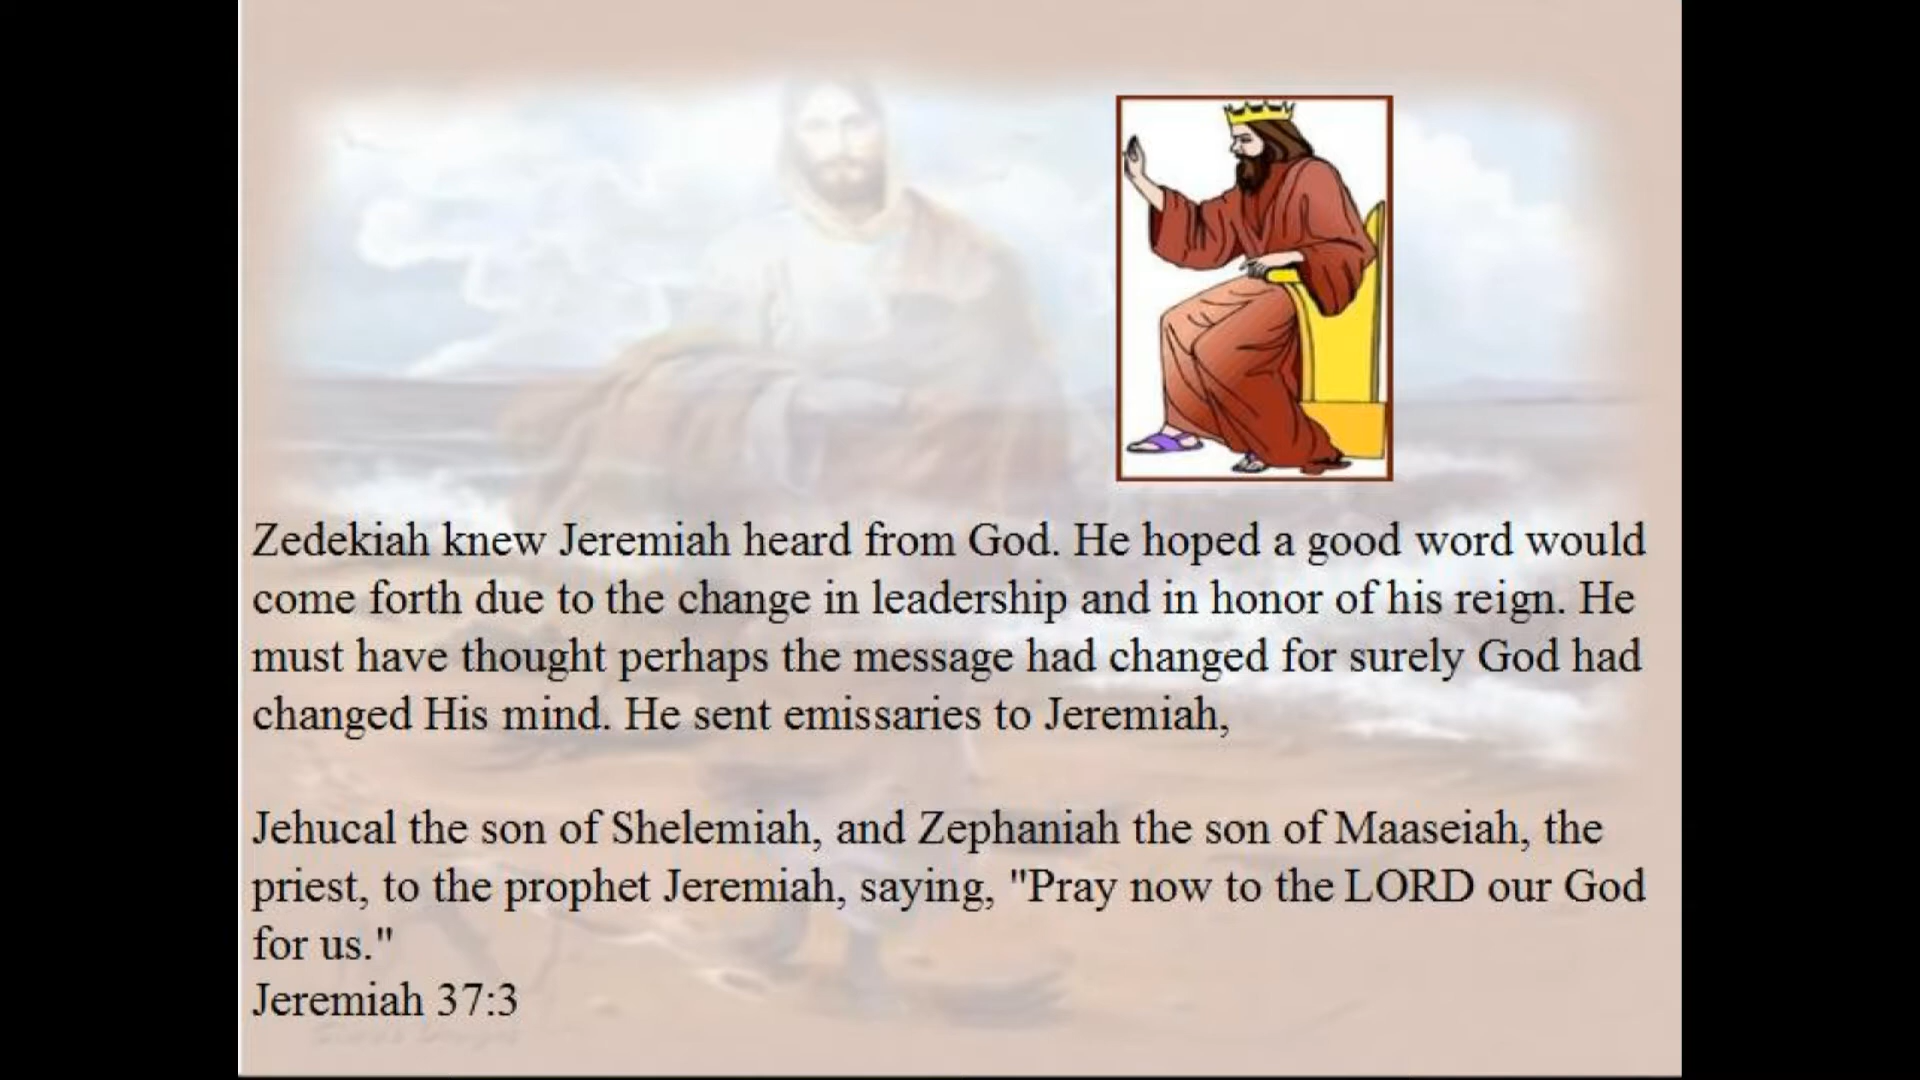 Zedekiah knew Jeremiah heard from God. He hoped a good word would
come forth due to the change in leadership and in honor of his reign. He
must have thought perhaps the message had changed for surely God had
changed His mind. He sent emissaries to Jeremiah,
Jehucal the son of Shelemiah, and Zephaniah the son of Maaseiah, the
priest, to the prophet Jeremiah, saying, "Pray now to the LORD our God
for us."
Jeremiah 37:3